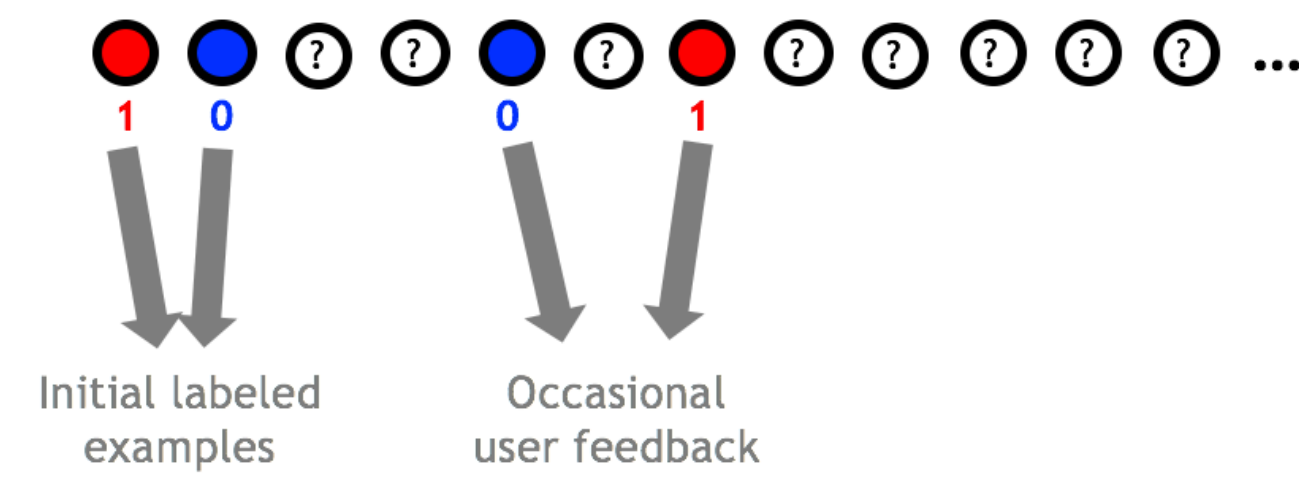 ? ? ? ? ? ? ? ? ...
1 0 0 1
Initial labeled
examples
Occasional
user feedback